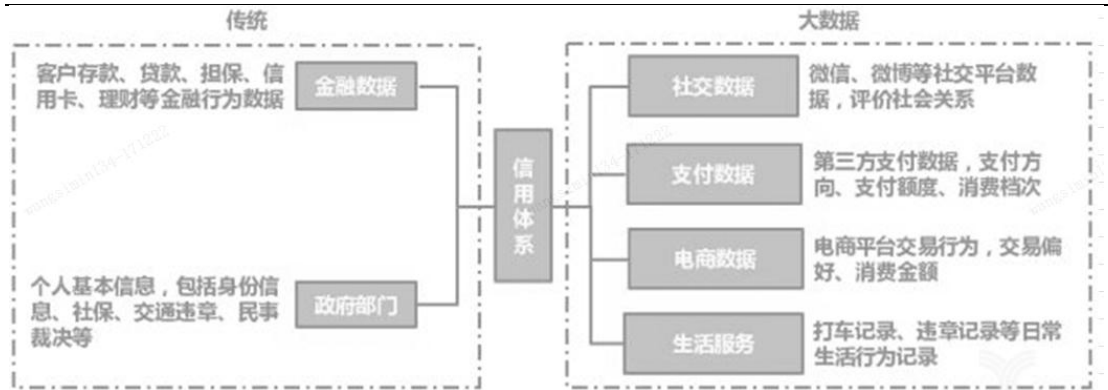 传统
客户存款、贷款、担保、信
用卡、理财等金融行为数据
金融数据
个人基本信息，包括身份信
息、社保、交通违章、民事
裁决等
政府部门
信
用
体
系
大数据
社交数据
微信、微博等社交平台数
据，评价社会关系
支付数据
第三方支付数据，支付方
向、支付额度、消费档次
电商数据
电商平台交易行为，交易偏
好、消费金额
生活服务
打车记录、违章记录等日常
生活行为记录